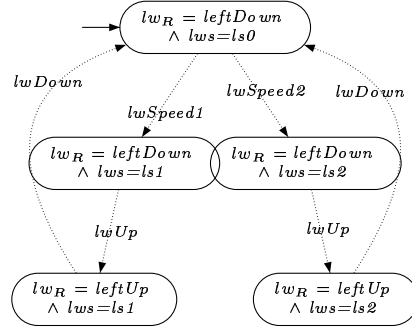 lw_R = leftDown
∧ lws=ls0
lwDown
lwSpeed1
lwSpeed2
lwDown
lw_R = leftDown
∧ lws=ls1
lw_R = leftDown
∧ lws=ls2
lwUp
lwUp
lw_R = leftUp
∧ lws=ls1
lw_R = leftUp
∧ lws=ls2